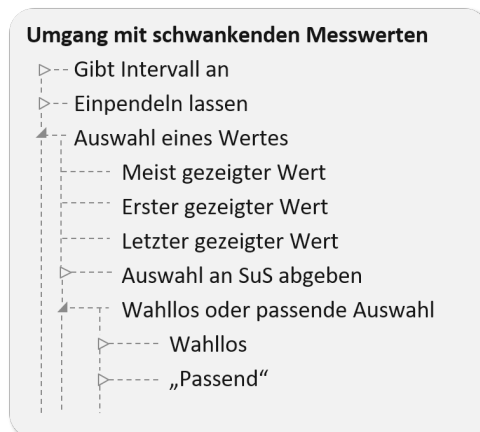 Umgang mit schwankenden Messwerten
Gibt Intervall an
Einpendeln lassen
Auswahl eines Wertes
Meist gezeigter Wert
Erster gezeigter Wert
Letzter gezeigter Wert
Auswahl an SuS abgeben
Wahllos oder passende Auswahl
Wahllos
„Passend“